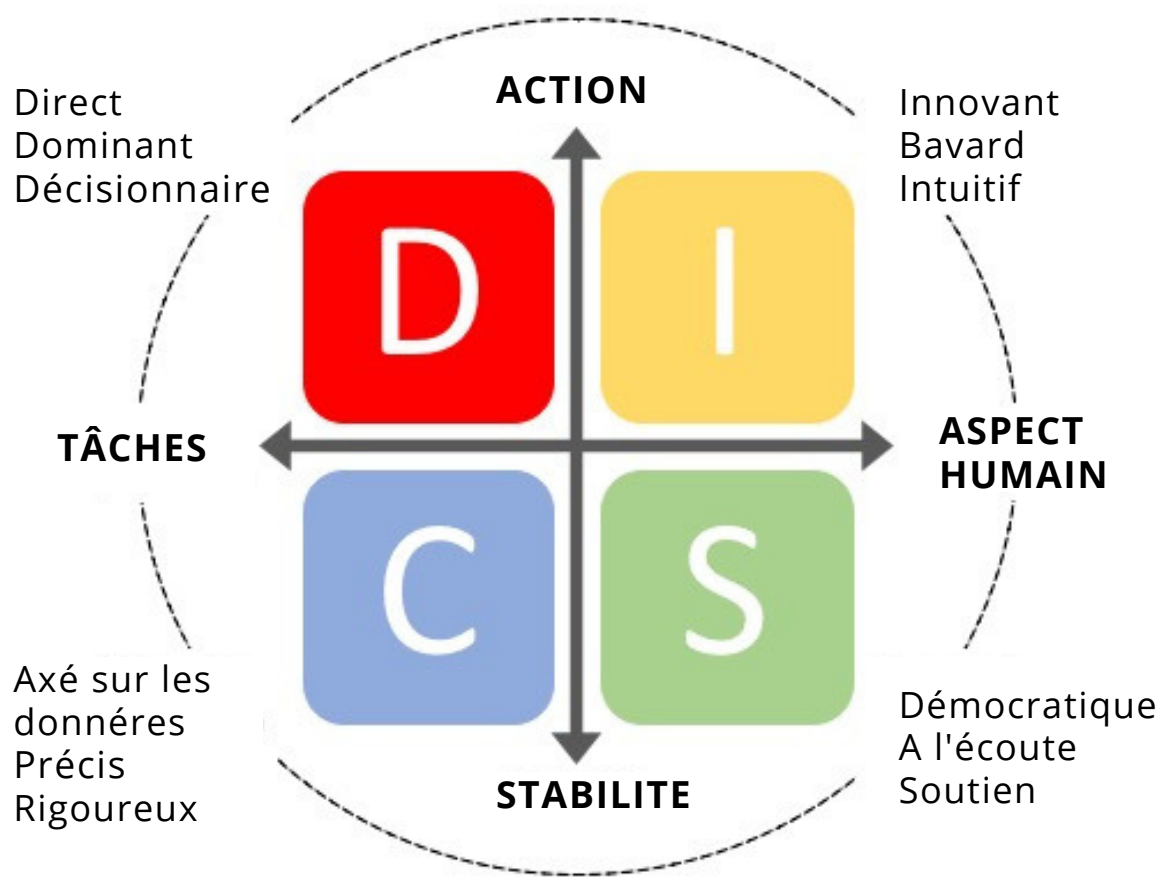 ACTION
Direct
Dominant
Décisionnaire
Innovant
Bavard
Intuitif
D
I
TÂCHES
ASPECT
HUMAIN
C
S
Axé sur les
donnéres
Précis
Rigoureux
Démocratique
A l'écoute
Soutien
STABILITE